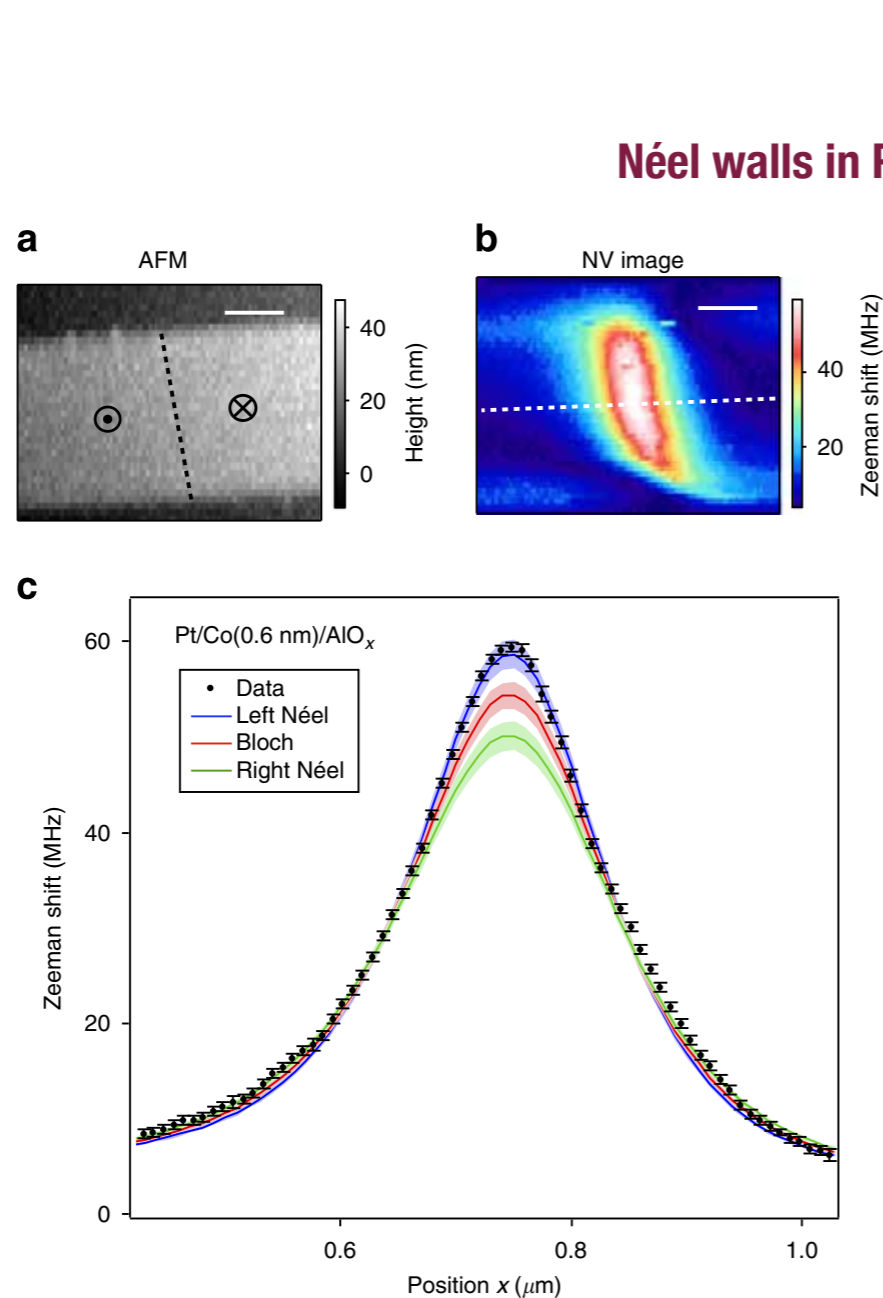 Néel walls in P
a
AFM
40
20
0
Height (nm)
b
NV image
40
20
Zeeman shift (MHz)
c
Pt/Co(0.6 nm)/AlOₓ
Data
Left Néel
Bloch
Right Néel
60
40
20
0
Zeeman shift (MHz)
0.6
0.8
1.0
Position x (μm)